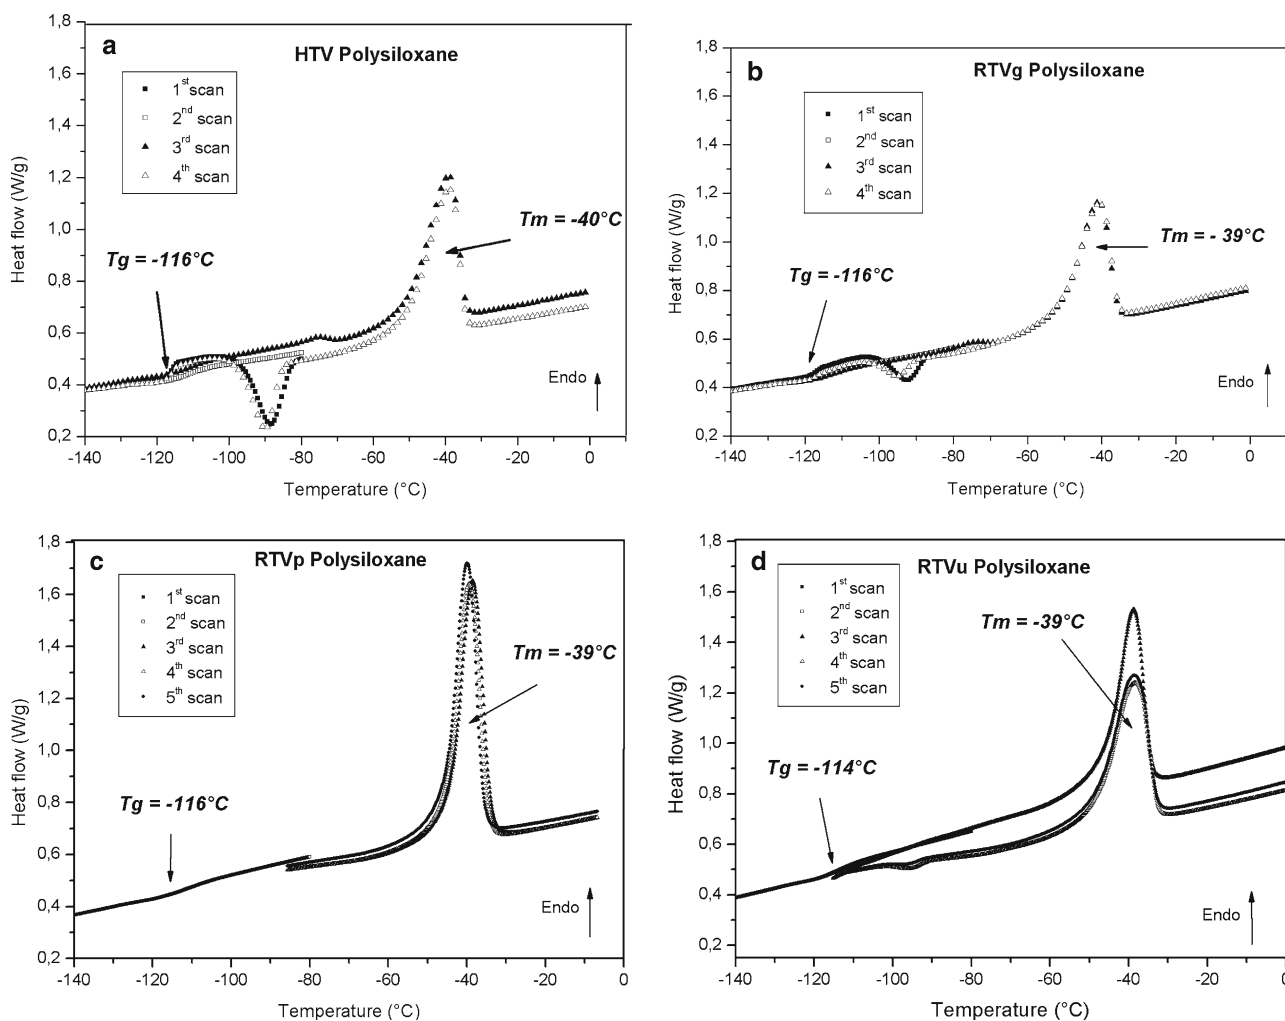 a
HTV Polysiloxane
1st scan
2nd scan
3rd scan
4th scan
Tm = -40°C
Tg = -116°C
Endo
Heat flow (W/g)
1,8
1,6
1,4
1,2
1,0
0,8
0,6
0,4
0,2
-140 -120 -100 -80 -60 -40 -20 0
Temperature (°C)
b
RTVg Polysiloxane
1st scan
2nd scan
3rd scan
4th scan
Tm = - 39°C
Tg = -116°C
Endo
Heat flow (W/g)
1,8
1,6
1,4
1,2
1,0
0,8
0,6
0,4
0,2
-140 -120 -100 -80 -60 -40 -20 0
Temperature (°C)
c
RTVp Polysiloxane
1st scan
2nd scan
3rd scan
4th scan
5th scan
Tm = -39°C
Tg = -116°C
Endo
Heat flow (W/g)
1,8
1,6
1,4
1,2
1,0
0,8
0,6
0,4
0,2
-140 -120 -100 -80 -60 -40 -20 0
Temperature (°C)
d
RTVu Polysiloxane
1st scan
2nd scan
3rd scan
4th scan
5th scan
Tm = -39°C
Tg = -114°C
Endo
Heat flow (W/g)
1,8
1,6
1,4
1,2
1,0
0,8
0,6
0,4
0,2
-140 -120 -100 -80 -60 -40 -20 0
Temperature (°C)